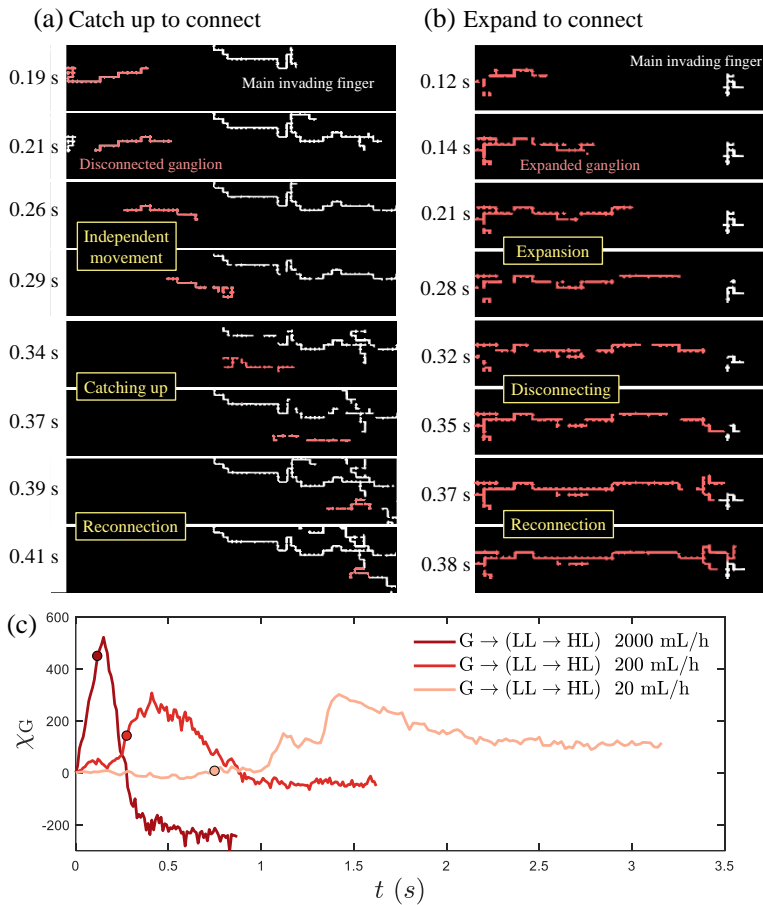 (a) Catch up to connect
0.19 s
Main invading finger
0.21 s
Disconnected ganglion
0.26 s
Independent
movement
0.29 s
0.34 s
Catching up
0.37 s
0.39 s
Reconnection
0.41 s
(b) Expand to connect
Main invading finger
0.12 s
0.14 s
Expanded ganglion
0.21 s
Expansion
0.28 s
0.32 s
Disconnecting
0.35 s
0.37 s
Reconnection
0.38 s
(c)
600
400
200
0
-200
χG
G → (LL → HL) 2000 mL/h
G → (LL → HL) 200 mL/h
G → (LL → HL) 20 mL/h
0 0.5 1 1.5 2 2.5 3 3.5
t (s)